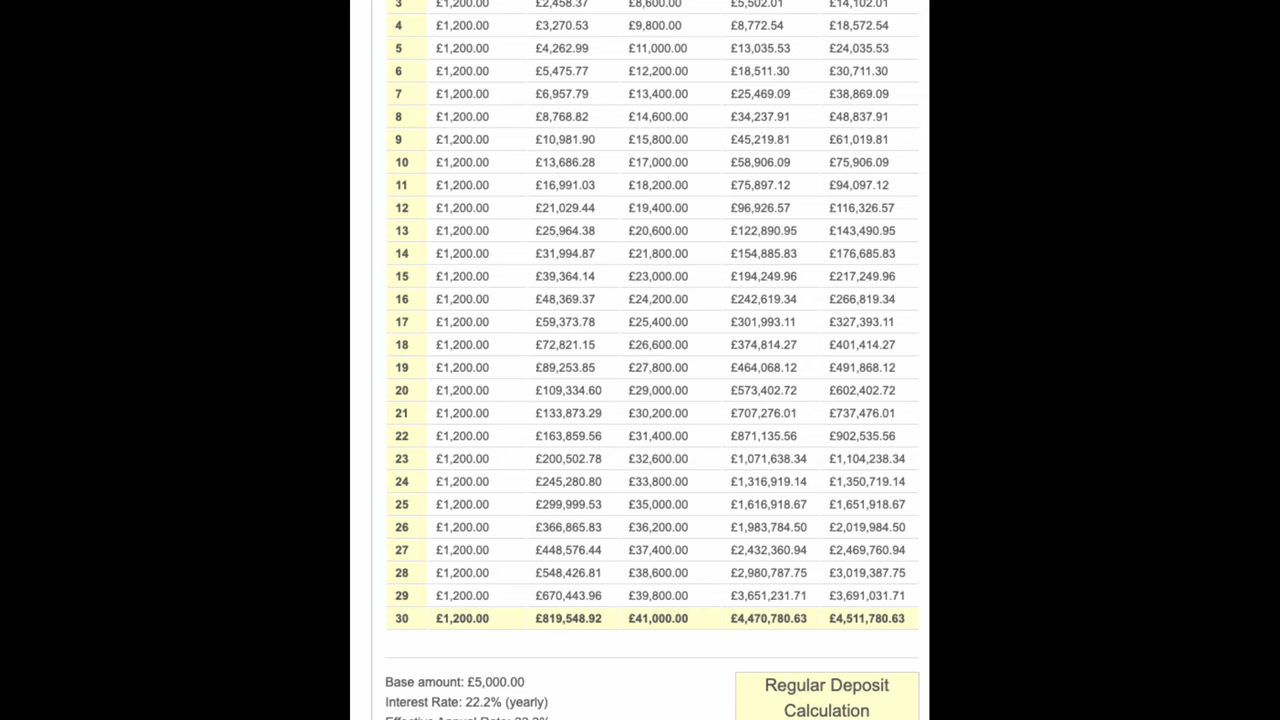 3 £1,200.00 £2,458.37 £8,600.00 £5,502.01 £14,102.01
4 £1,200.00 £3,270.53 £9,800.00 £8,772.54 £18,572.54
5 £1,200.00 £4,262.99 £11,000.00 £13,035.53 £24,035.53
6 £1,200.00 £5,475.77 £12,200.00 £18,511.30 £30,711.30
7 £1,200.00 £6,957.79 £13,400.00 £25,469.09 £38,869.09
8 £1,200.00 £8,768.82 £14,600.00 £34,237.91 £48,837.91
9 £1,200.00 £10,981.90 £15,800.00 £45,219.81 £61,019.81
10 £1,200.00 £13,686.28 £17,000.00 £58,906.09 £75,906.09
11 £1,200.00 £16,991.03 £18,200.00 £75,897.12 £94,097.12
12 £1,200.00 £21,029.44 £19,400.00 £96,926.57 £116,326.57
13 £1,200.00 £25,964.38 £20,600.00 £122,890.95 £143,490.95
14 £1,200.00 £31,994.87 £21,800.00 £154,885.83 £176,685.83
15 £1,200.00 £39,364.14 £23,000.00 £194,249.96 £217,249.96
16 £1,200.00 £48,369.37 £24,200.00 £242,619.34 £266,819.34
17 £1,200.00 £59,373.78 £25,400.00 £301,993.11 £327,393.11
18 £1,200.00 £72,821.15 £26,600.00 £374,814.27 £401,414.27
19 £1,200.00 £89,253.85 £27,800.00 £464,068.12 £491,868.12
20 £1,200.00 £109,334.60 £29,000.00 £573,402.72 £602,402.72
21 £1,200.00 £133,873.29 £30,200.00 £707,276.01 £737,476.01
22 £1,200.00 £163,859.56 £31,400.00 £871,135.56 £902,535.56
23 £1,200.00 £200,502.78 £32,600.00 £1,071,638.34 £1,104,238.34
24 £1,200.00 £245,280.80 £33,800.00 £1,316,919.14 £1,350,719.14
25 £1,200.00 £299,999.53 £35,000.00 £1,616,918.67 £1,651,918.67
26 £1,200.00 £366,865.83 £36,200.00 £1,983,784.50 £2,019,984.50
27 £1,200.00 £448,576.44 £37,400.00 £2,432,360.94 £2,469,760.94
28 £1,200.00 £548,426.81 £38,600.00 £2,980,787.75 £3,019,387.75
29 £1,200.00 £670,443.96 £39,800.00 £3,651,231.71 £3,691,031.71
30 £1,200.00 £819,548.92 £41,000.00 £4,470,780.63 £4,511,780.63
Base amount: £5,000.00
Interest Rate: 22.2% (yearly)
Effective Annual Rate: 22.2%
Regular Deposit
Calculation